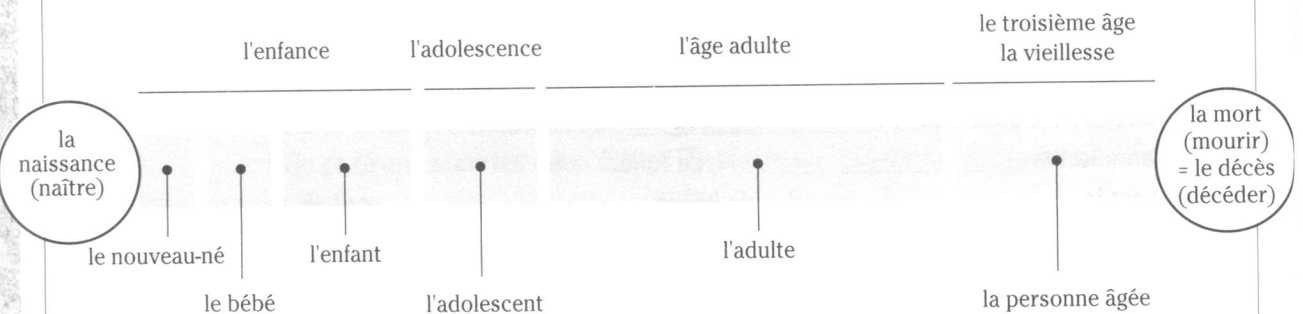 l'enfance
l'adolescence
l'âge adulte
le troisième âge
la vieillesse
la
naissance
(naître)
la mort
(mourir)
= le décès
(décéder)
le nouveau-né
le bébé
l'enfant
l'adolescent
l'adulte
la personne âgée